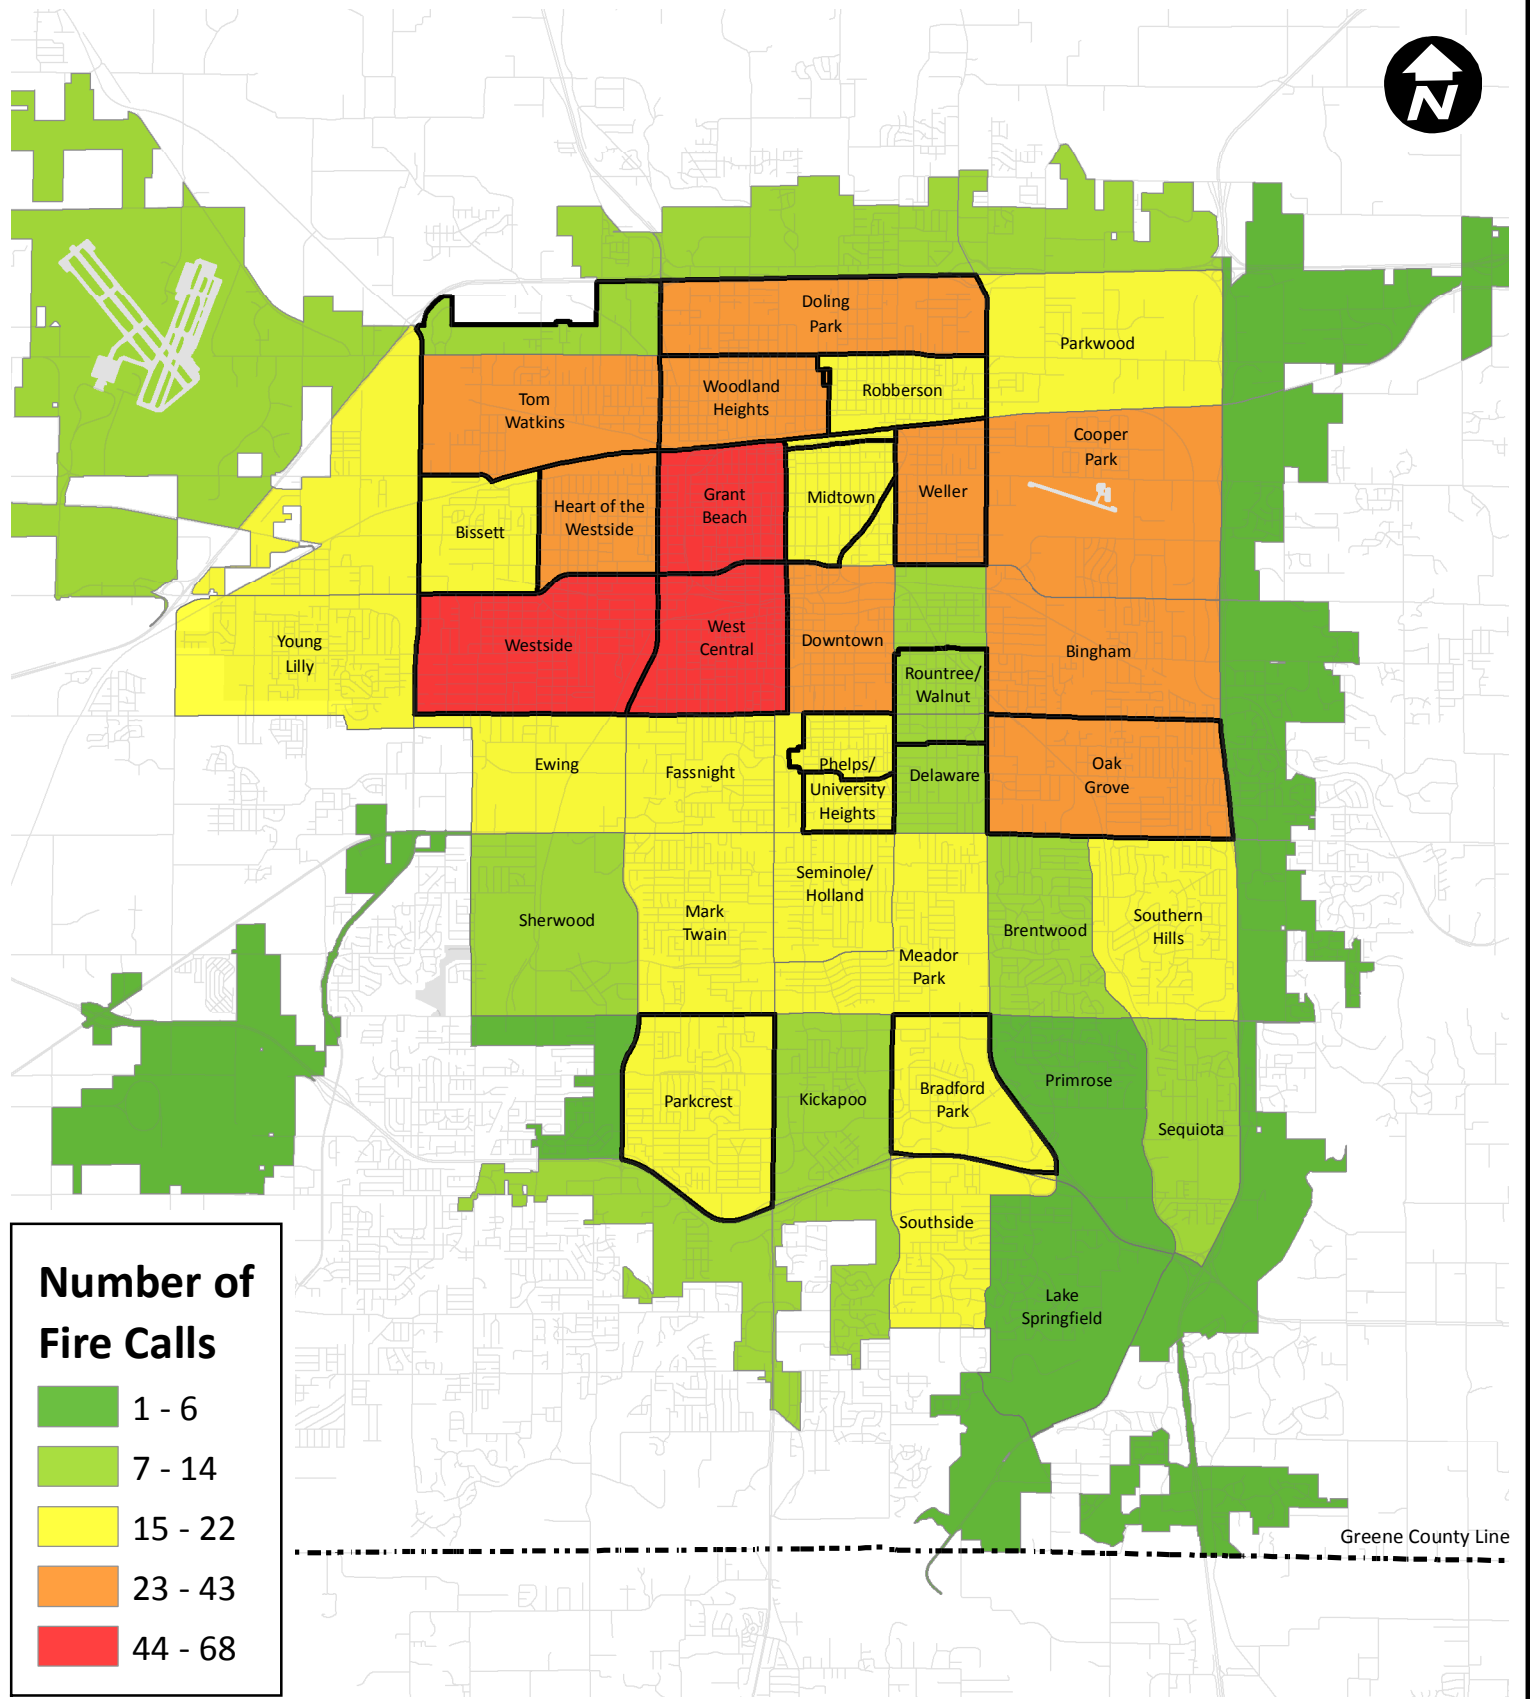 N
Doling
Park
Parkwood
Woodland
Heights
Robberson
Tom
Watkins
Cooper
Park
Grant
Beach
Midtown
Weller
Heart of the
Westside
Bissett
Young
Lilly
Westside
West
Central
Downtown
Bingham
Rountree/
Walnut
Ewing
Fassnight
Phelps/
University
Heights
Delaware
Oak
Grove
Sherwood
Mark
Twain
Seminole/
Holland
Meador
Park
Brentwood
Southern
Hills
Parkcrest
Kickapoo
Bradford
Park
Primrose
Sequiota
Southside
Lake
Springfield
Number of
Fire Calls
1 - 6
7 - 14
15 - 22
23 - 43
44 - 68
Greene County Line